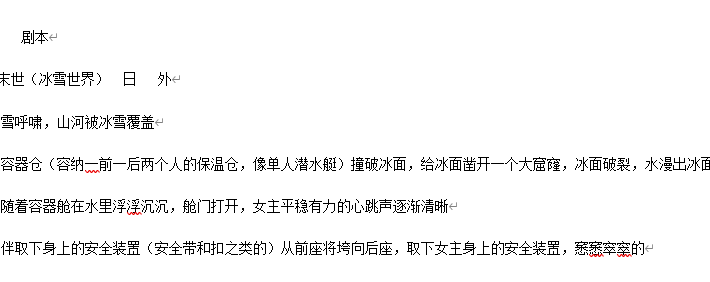 剧本
末世（冰雪世界） 日 外
雪呼啸，山河被冰雪覆盖
容器仓（容纳一前一后两个人的保温仓，像单人潜水艇）撞破冰面，给冰面凿开一个大窟窿，冰面破裂，水漫出冰面
随着容器舱在水里浮浮沉沉，舱门打开，女主平稳有力的心跳声逐渐清晰
伴取下身上的安全装置（安全带和扣之类的）从前座将垮向后座，取下女主身上的安全装置，窸窸窣窣的